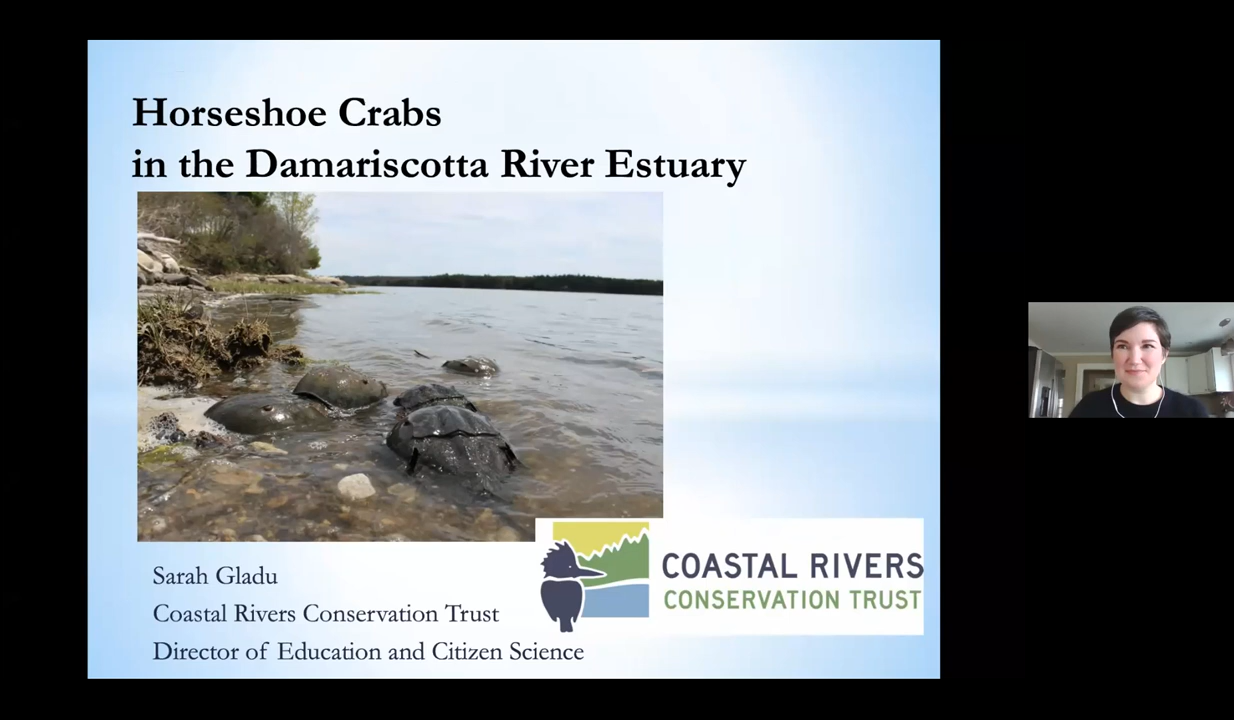 Horseshoe Crabs
in the Damariscotta River Estuary
COASTAL RIVERS
CONSERVATION TRUST
Sarah Gladu
Coastal Rivers Conservation Trust
Director of Education and Citizen Science